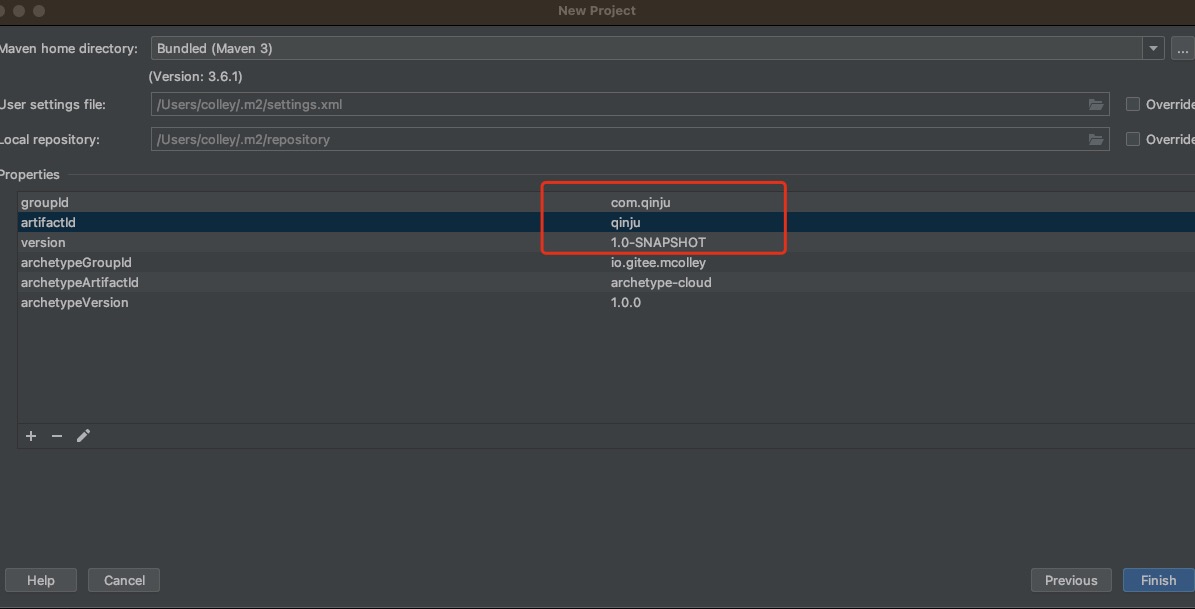 New Project
Maven home directory: Bundled (Maven 3)
...
(Version: 3.6.1)
User settings file: /Users/colley/.m2/settings.xml Override
Local repository: /Users/colley/.m2/repository Override
Properties
groupId com.qinju
artifactId qinju
version 1.0-SNAPSHOT
archetypeGroupId io.gitee.mcolley
archetypeArtifactId archetype-cloud
archetypeVersion 1.0.0
Help Cancel Previous Finish